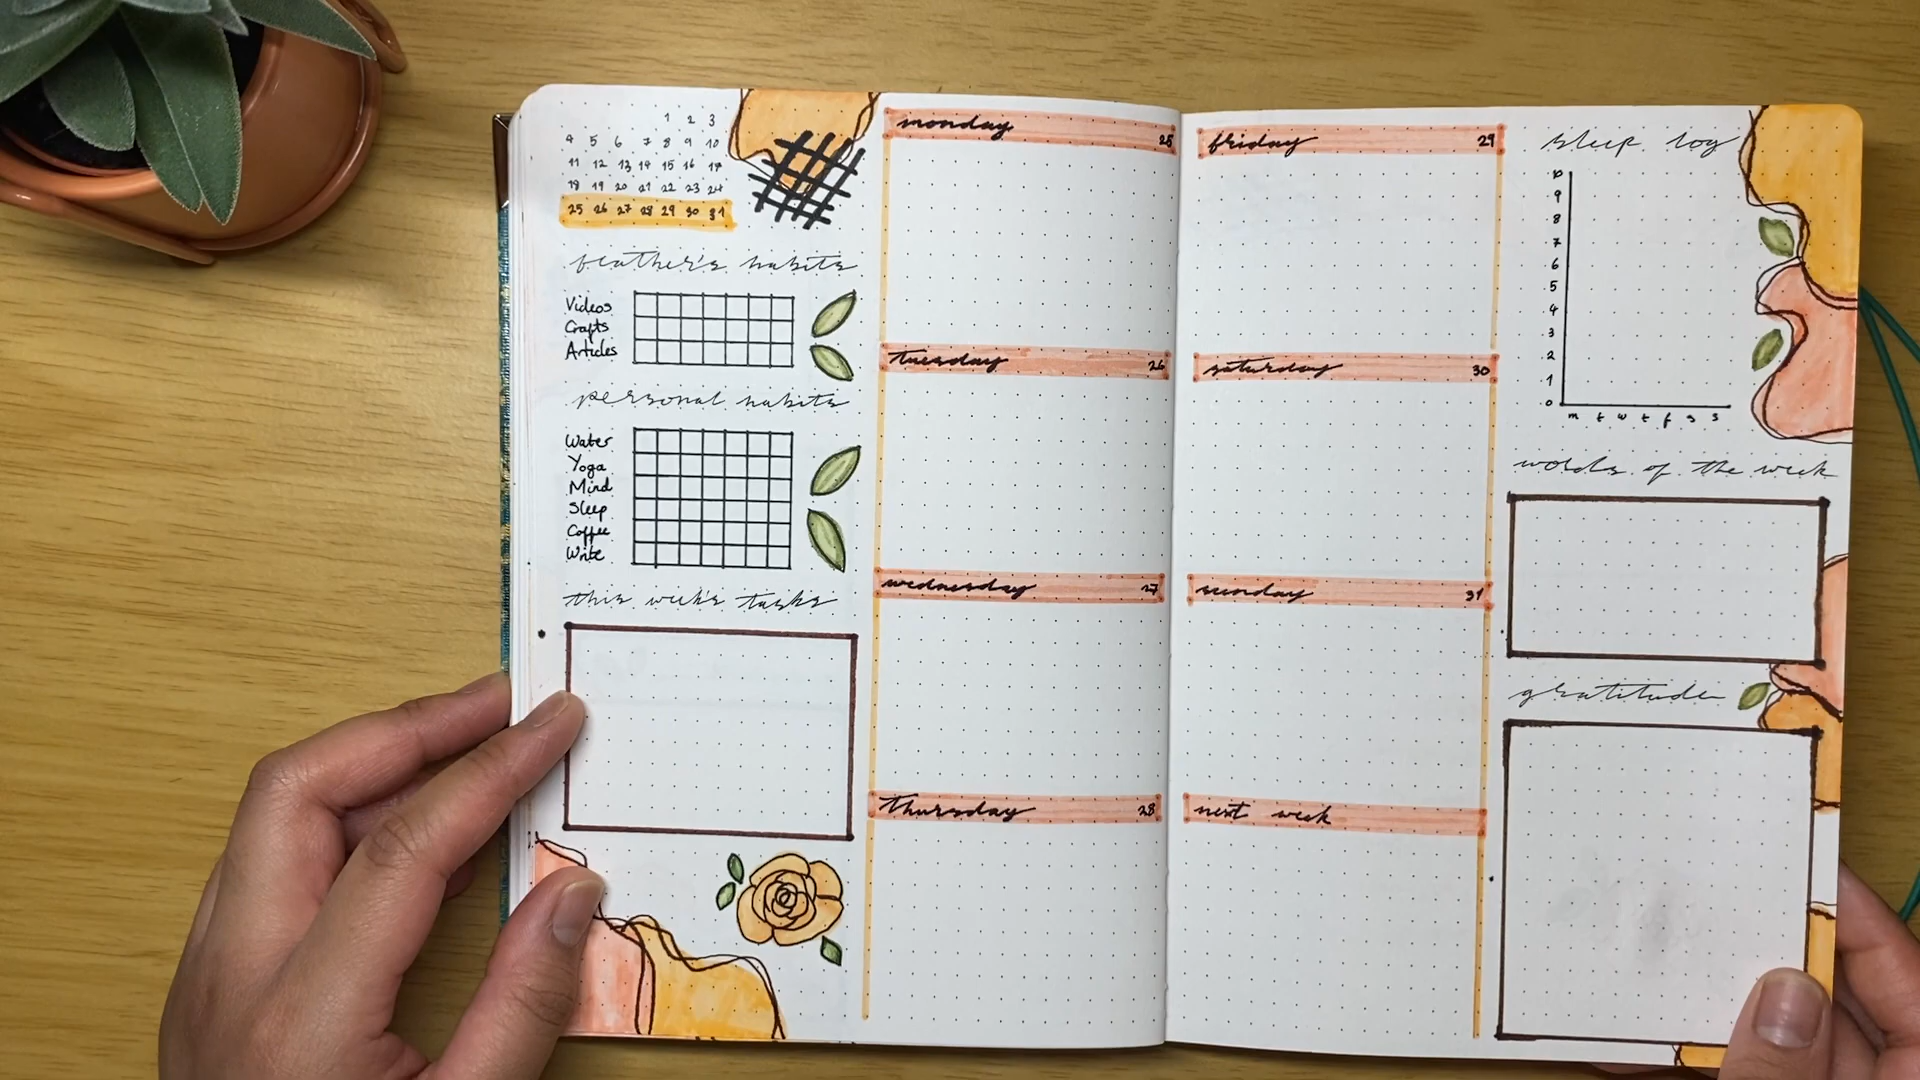 1 2 3
4 5 6 7 8 9 10
11 12 13 14 15 16 17
18 19 20 21 22 23 24
25 26 27 28 29 30 31
feather's habits
Videos
Crafts
Articles
personal habits
Water
Yoga
Mind
Sleep
Coffee
Write
this week's tasks
monday 25
tuesday 26
wednesday 27
thursday 28
friday 29
saturday 30
sunday 31
next week
sleep log
10
9
8
7
6
5
4
3
2
1
0
m t w t f s s
words of the week
gratitude